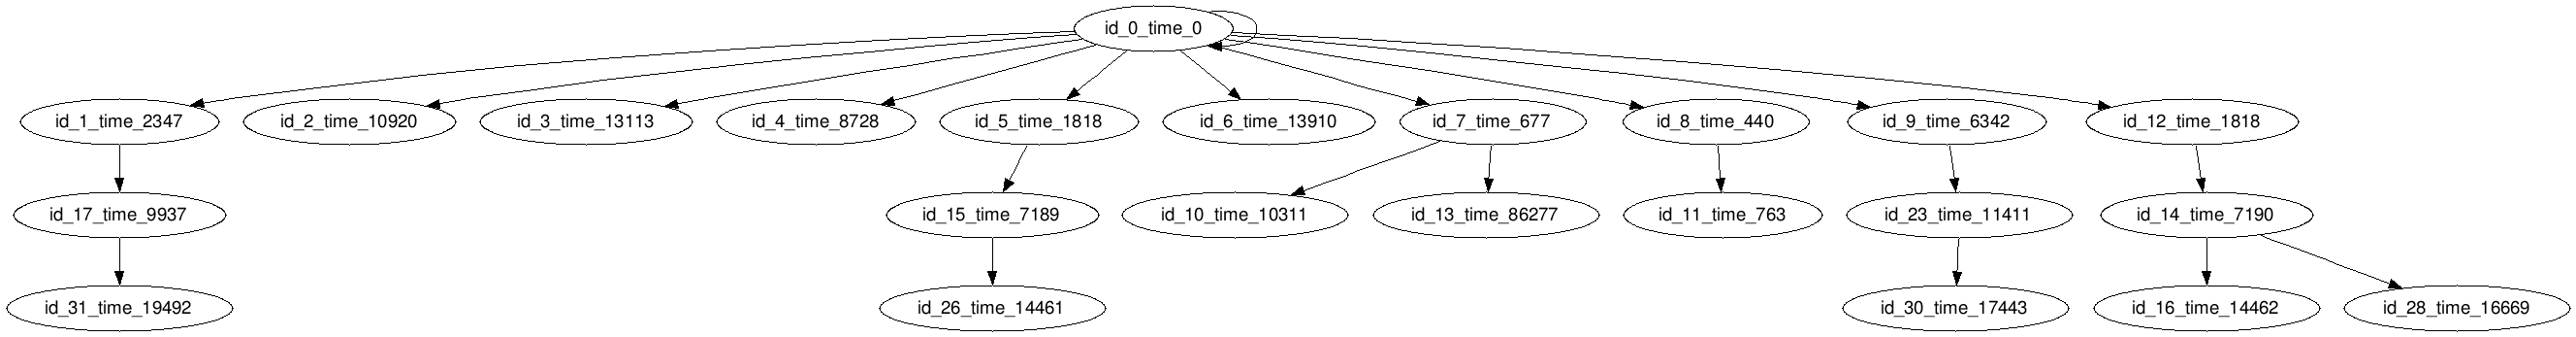 id_0_time_0
id_1_time_2347
id_2_time_10920
id_3_time_13113
id_4_time_8728
id_5_time_1818
id_6_time_13910
id_7_time_677
id_8_time_440
id_9_time_6342
id_12_time_1818
id_17_time_9937
id_15_time_7189
id_10_time_10311
id_13_time_86277
id_11_time_763
id_23_time_11411
id_14_time_7190
id_31_time_19492
id_26_time_14461
id_30_time_17443
id_16_time_14462
id_28_time_16669